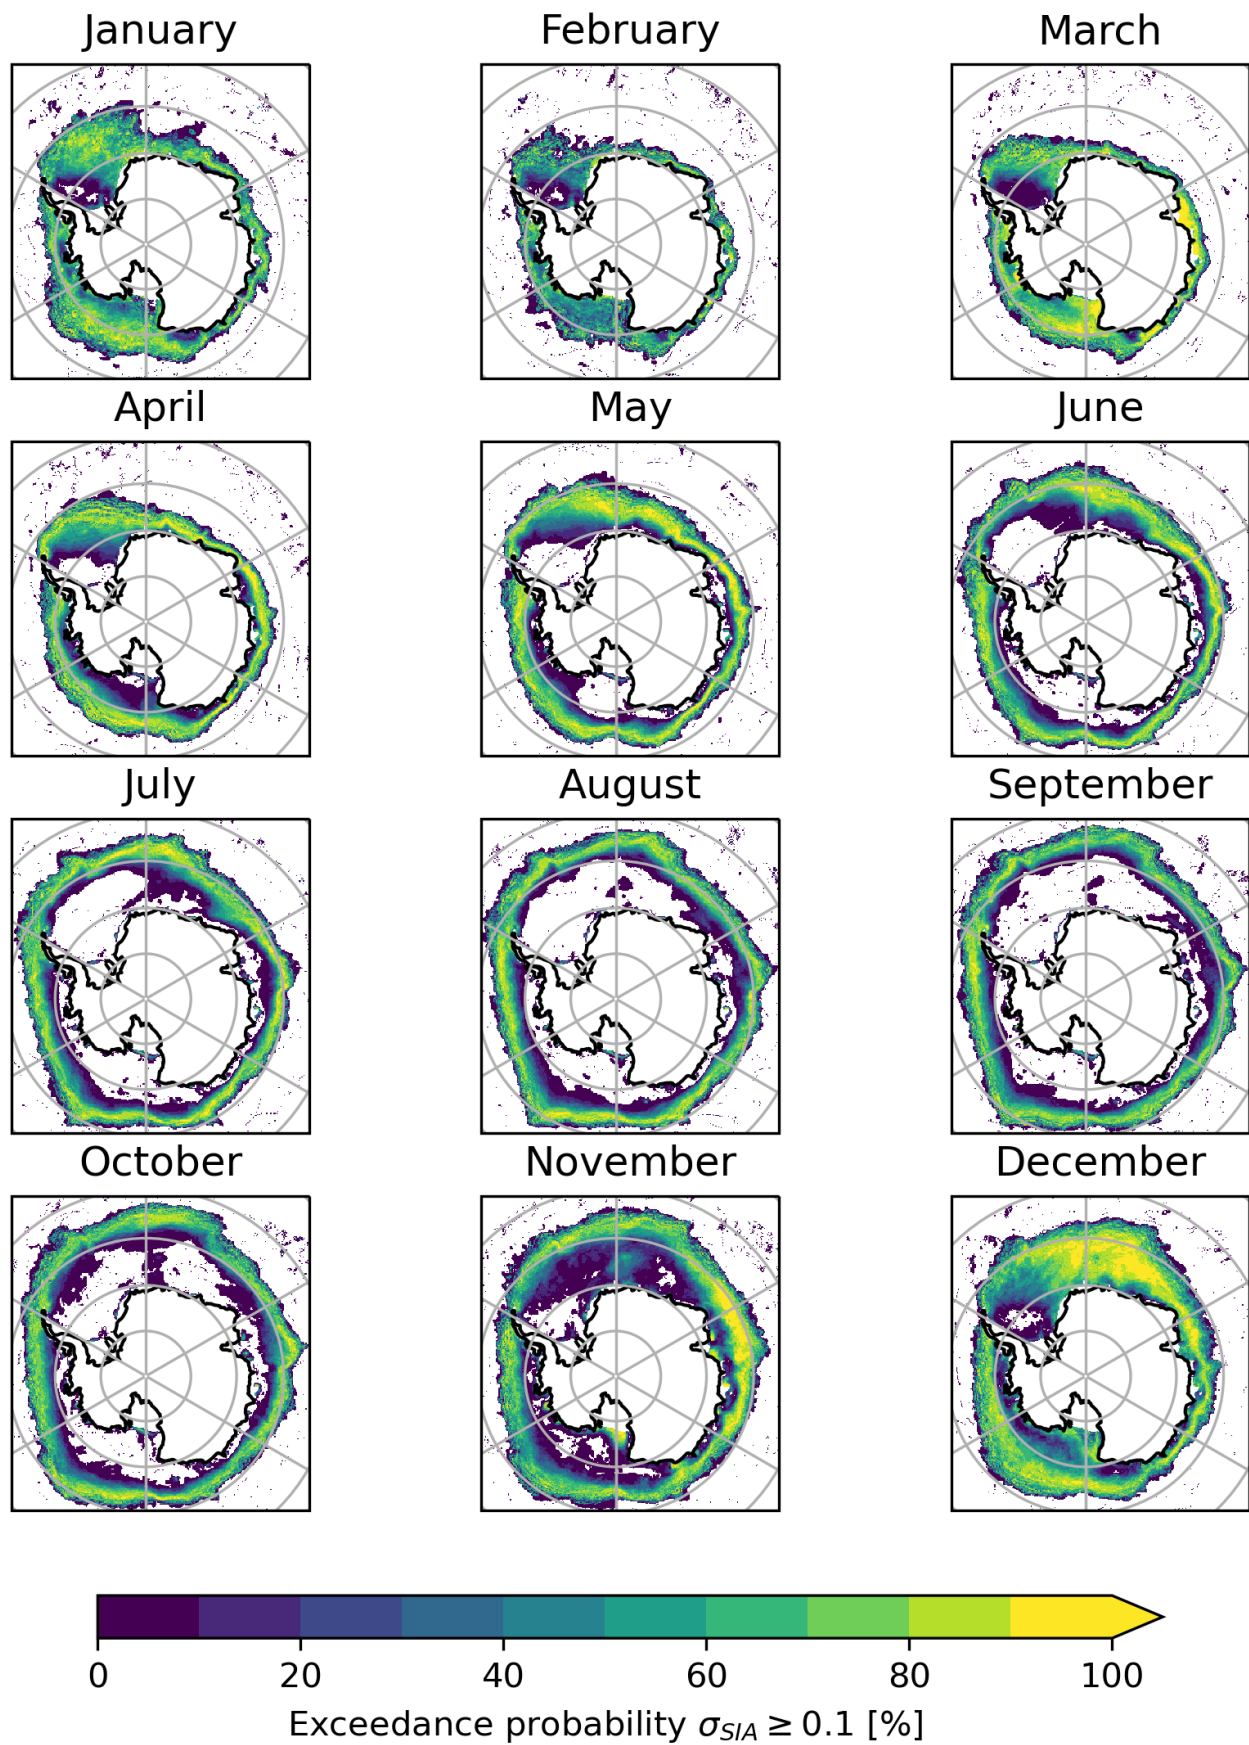 January February March
April May June
July August September
October November December
0 20 40 60 80 100
Exceedance probability σ_SIA ≥ 0.1 [%]